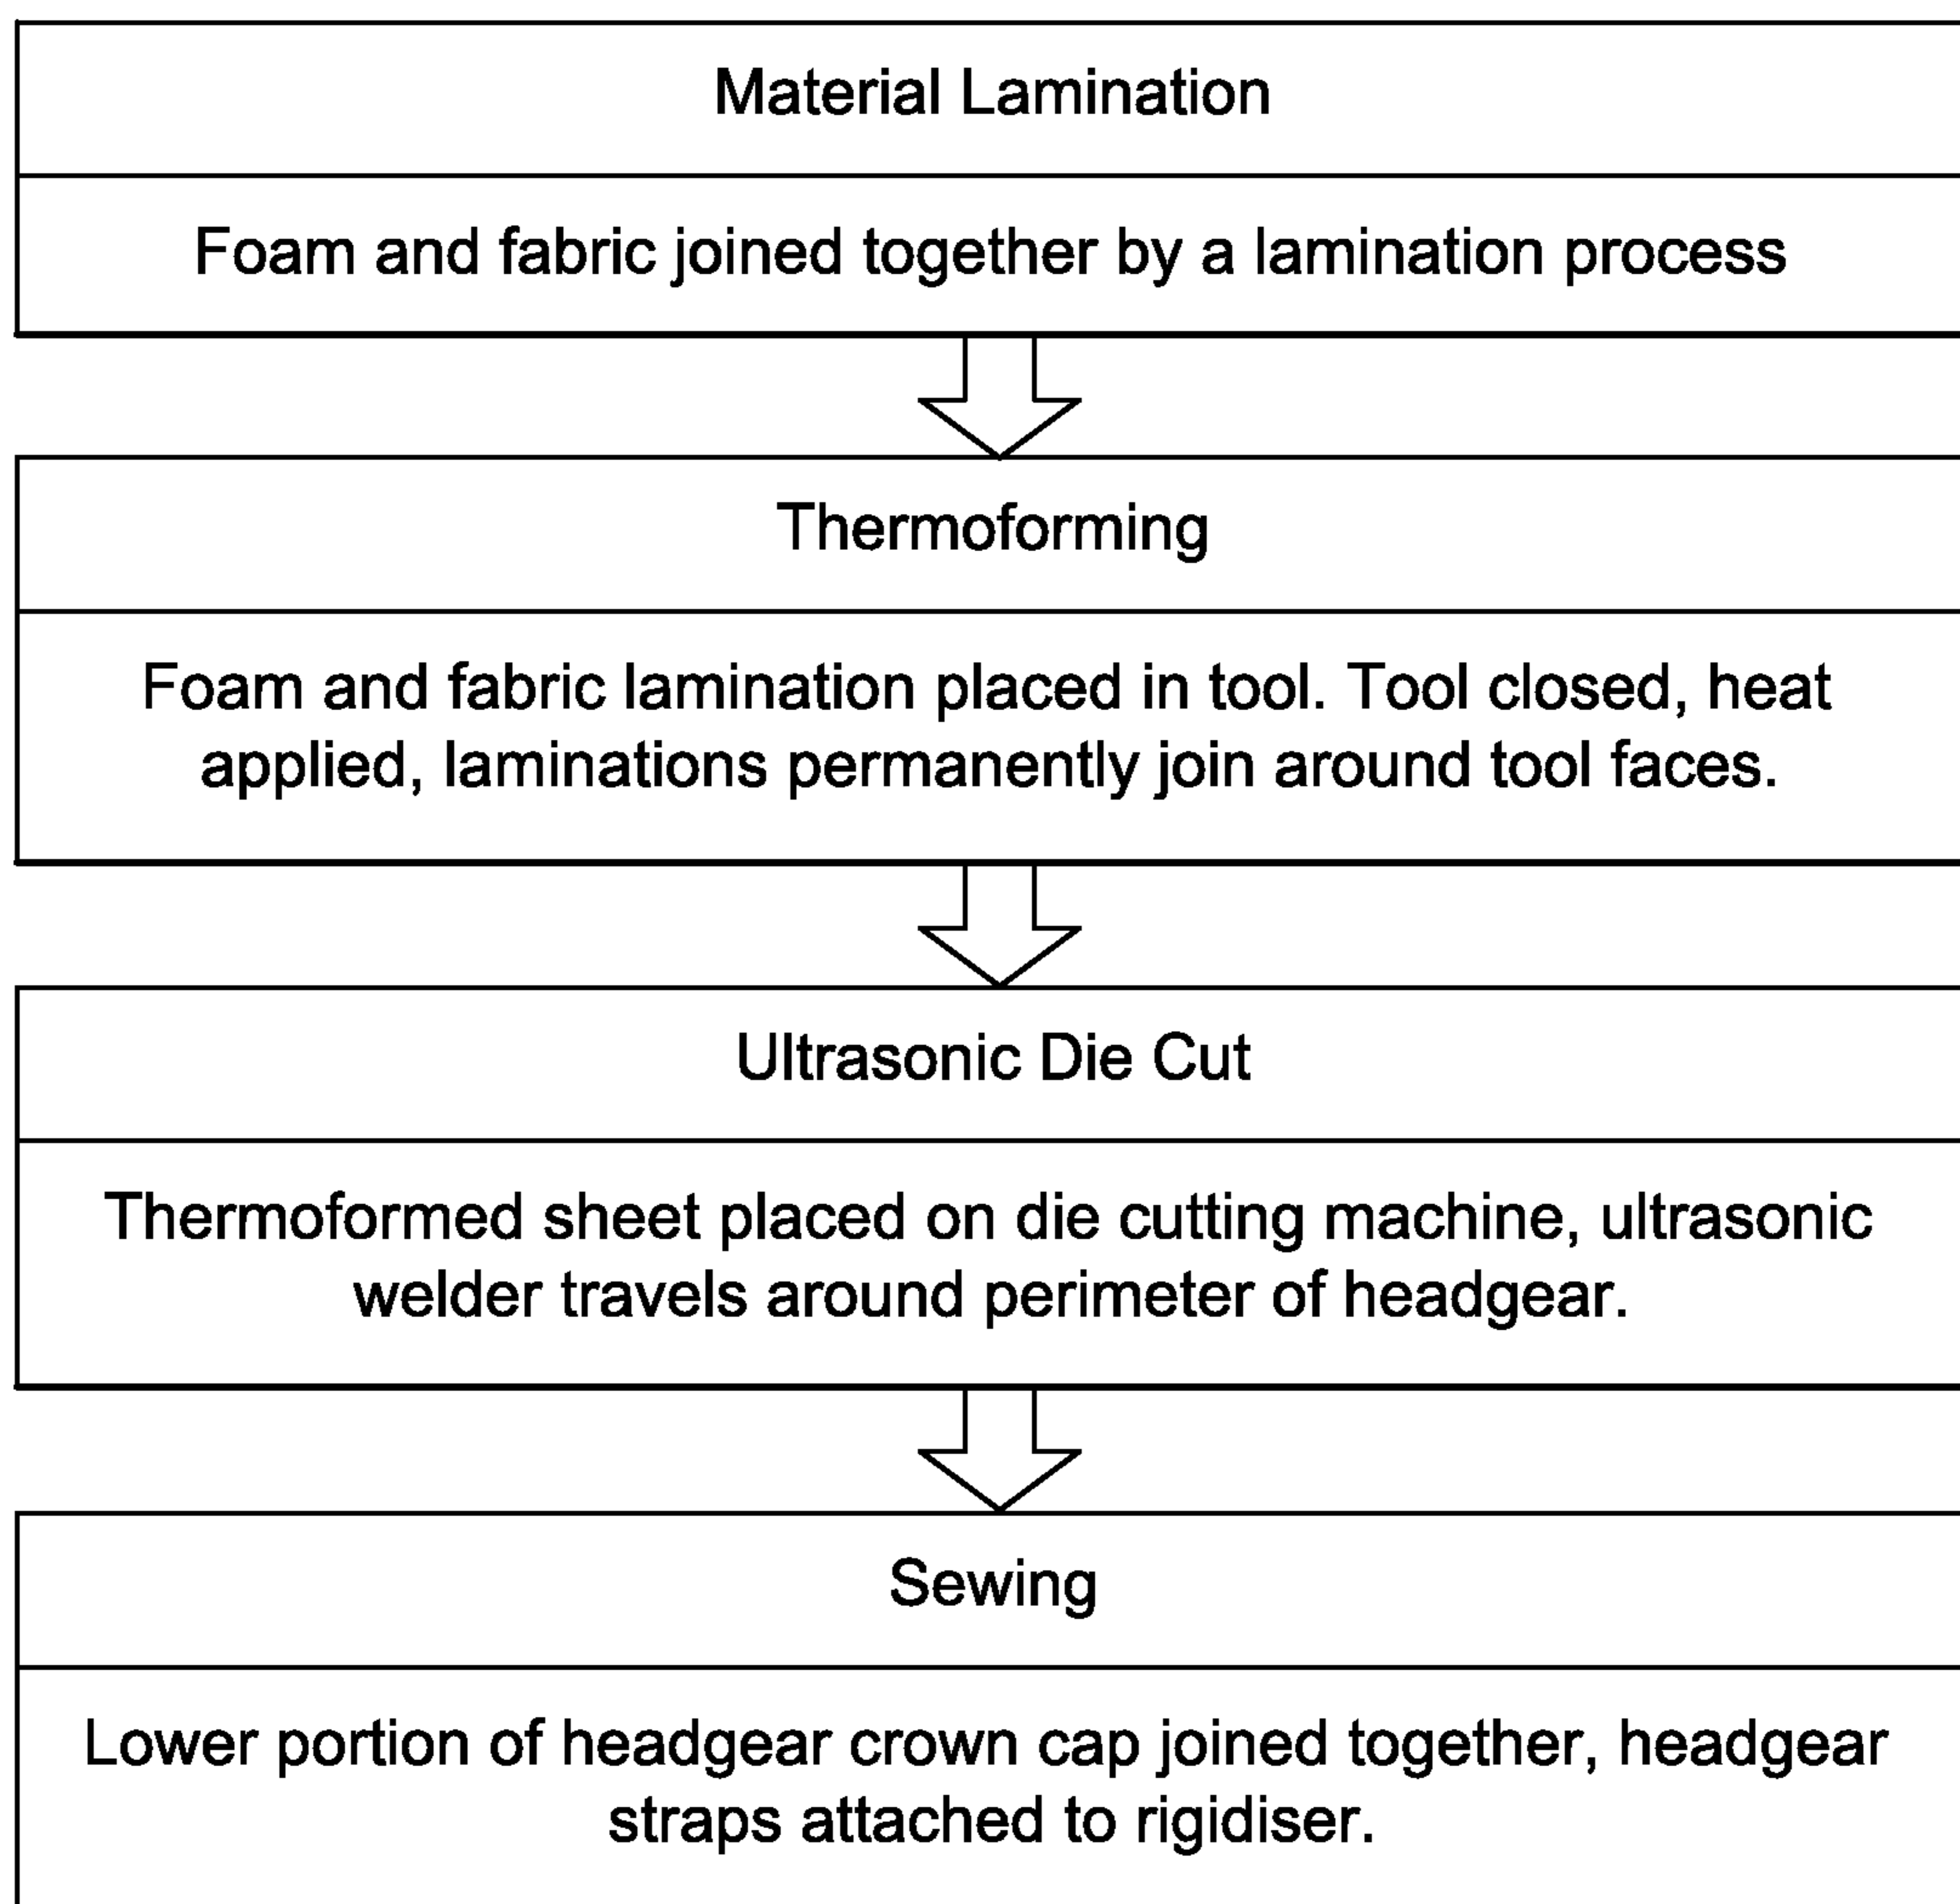 Material Lamination
Foam and fabric joined together by a lamination process
Thermoforming
Foam and fabric lamination placed in tool. Tool closed, heat
applied, laminations permanently join around tool faces.
Ultrasonic Die Cut
Thermoformed sheet placed on die cutting machine, ultrasonic
welder travels around perimeter of headgear.
Sewing
Lower portion of headgear crown cap joined together, headgear
straps attached to rigidiser.